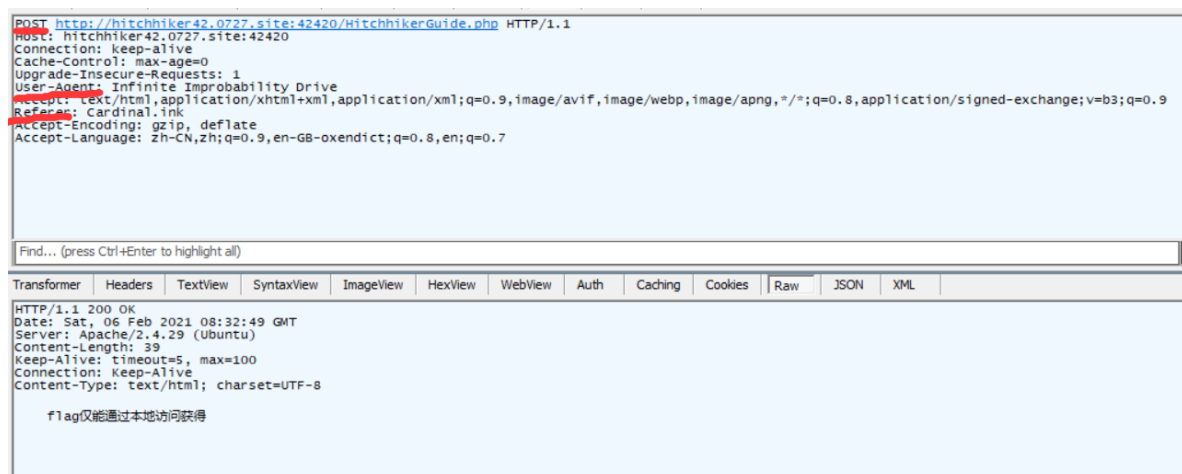 POST http://hitchhiker42.0727.site:42420/HitchhikerGuide.php HTTP/1.1
Host: hitchhiker42.0727.site:42420
Connection: keep-alive
Cache-Control: max-age=0
Upgrade-Insecure-Requests: 1
User-Agent: Infinite Improbability Drive
Accept: text/html,application/xhtml+xml,application/xml;q=0.9,image/avif,image/webp,image/apng,*/*;q=0.8,application/signed-exchange;v=b3;q=0.9
Referer: Cardinal.ink
Accept-Encoding: gzip, deflate
Accept-Language: zh-CN,zh;q=0.9,en-GB-oxendict;q=0.8,en;q=0.7
Find... (press Ctrl+Enter to highlight all)
Transformer Headers TextView SyntaxView ImageView HexView WebView Auth Caching Cookies Raw JSON XML
HTTP/1.1 200 OK
Date: Sat, 06 Feb 2021 08:32:49 GMT
Server: Apache/2.4.29 (Ubuntu)
Content-Length: 39
Keep-Alive: timeout=5, max=100
Connection: Keep-Alive
Content-Type: text/html; charset=UTF-8
flag仅能通过本地访问获得